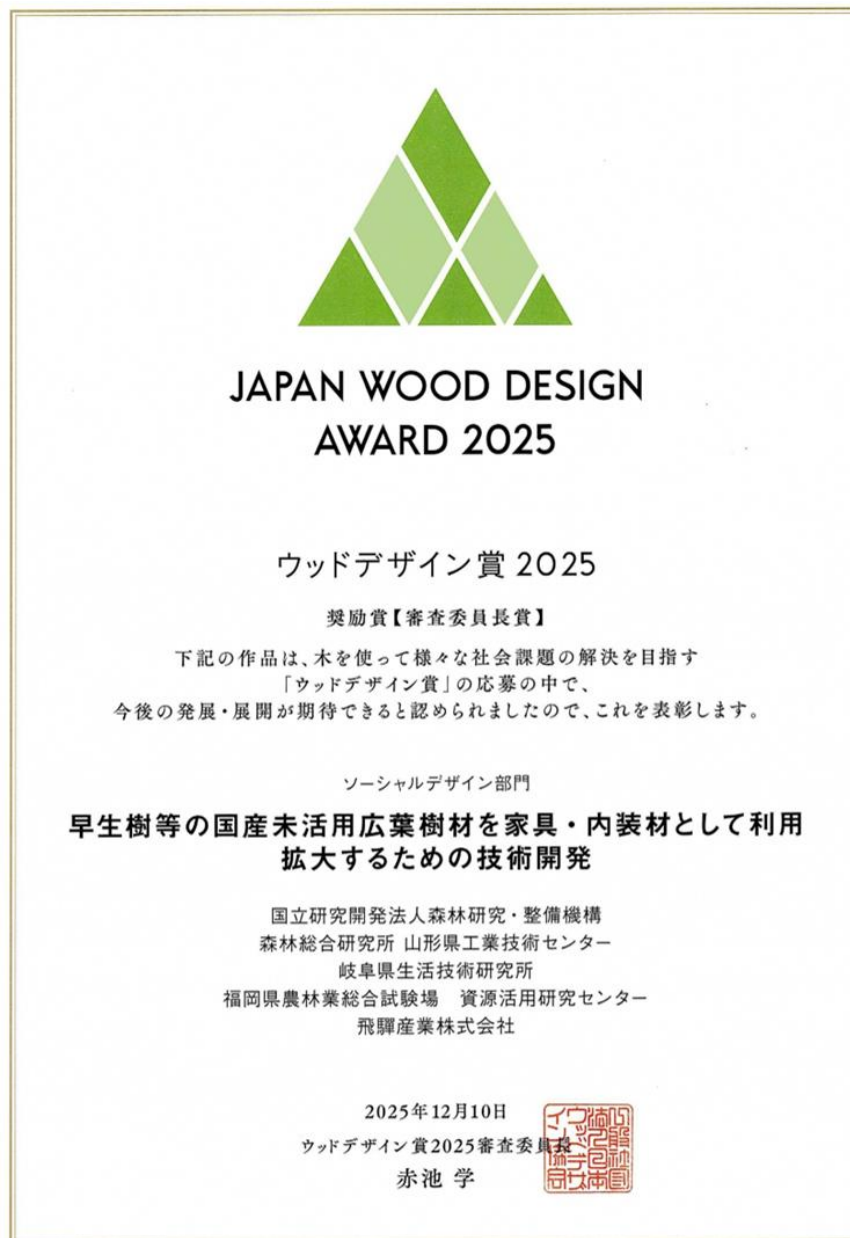 JAPAN WOOD DESIGN
AWARD 2025
ウッドデザイン賞 2025
奨励賞【審査委員長賞】
下記の作品は、木を使って様々な社会課題の解決を目指す
「ウッドデザイン賞」の応募の中で、
今後の発展・展開が期待できると認められましたので、これを表彰します。
ソーシャルデザイン部門
早生樹等の国産未活用広葉樹材を家具・内装材として利用
拡大するための技術開発
国立研究開発法人森林研究・整備機構
森林総合研究所 山形県工業技術センター
岐阜県生活技術研究所
福岡県農林業総合試験場 資源活用研究センター
飛驒産業株式会社
2025年12月10日
ウッドデザイン賞2025審査委員長
赤池 学